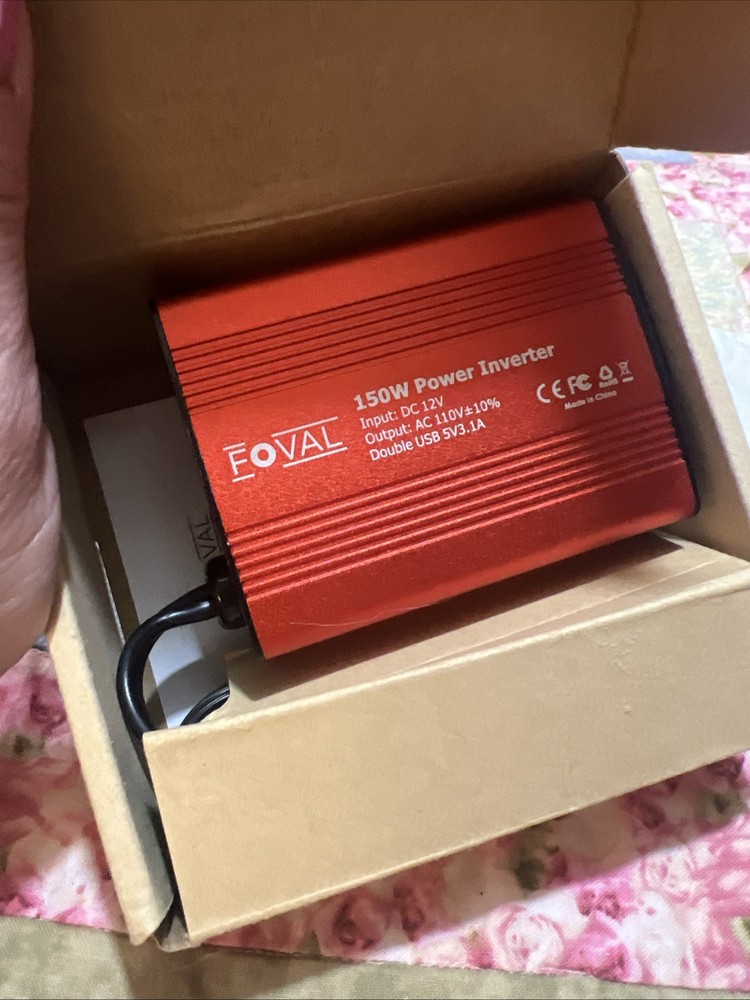 FOVAL
150W Power Inverter
Input: DC 12V
Output: AC 110V±10%
Double USB 5V3.1A
CE FC RoHS
Made in China
VAL